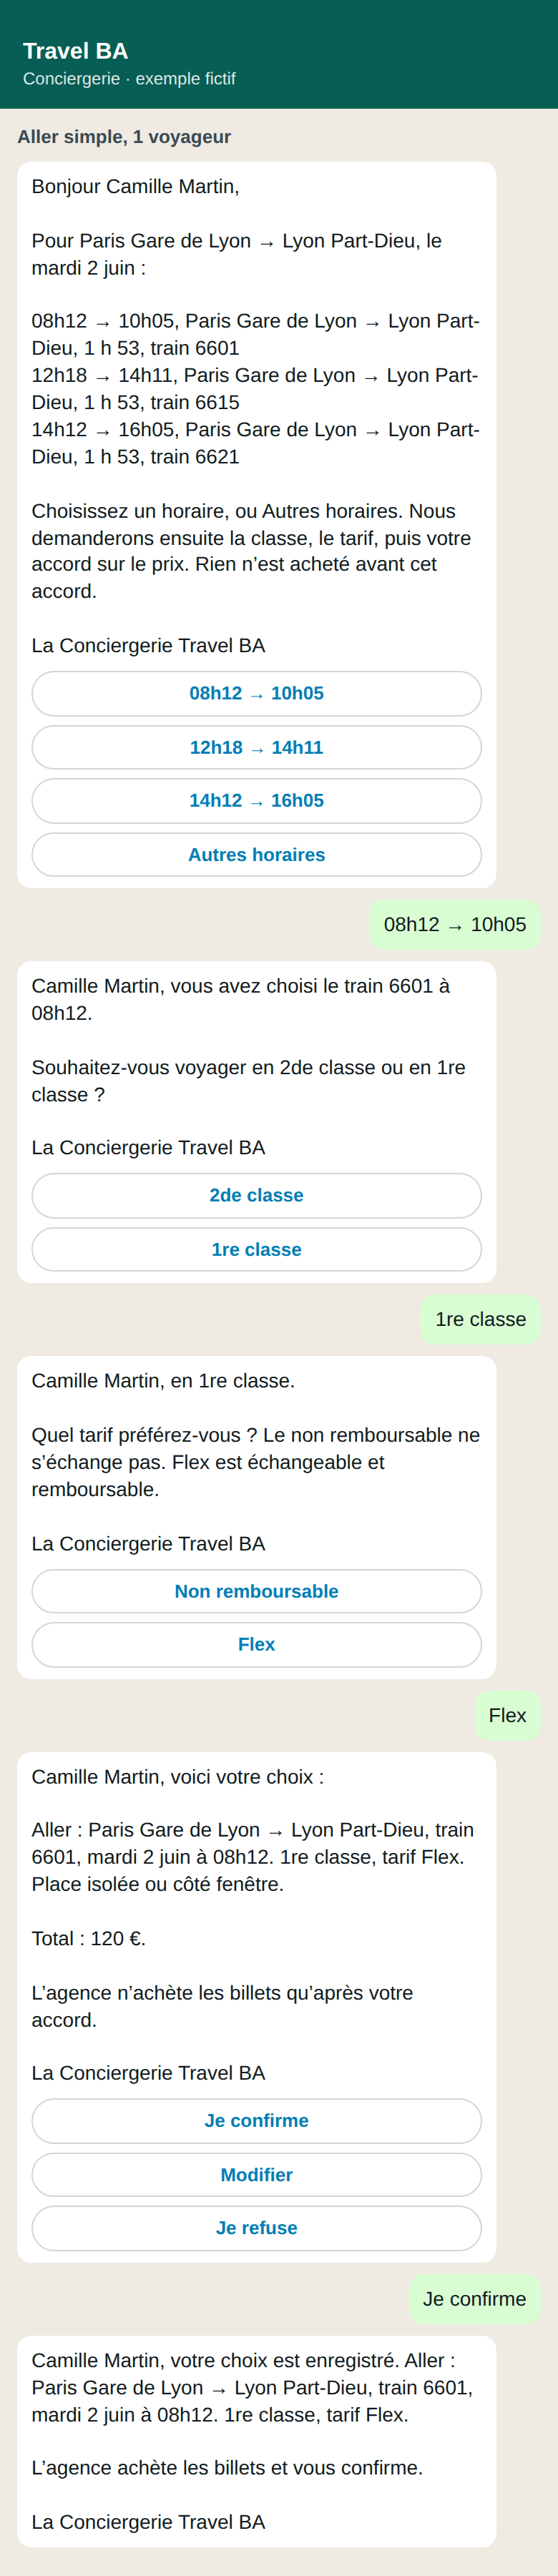 Travel BA
Conciergerie · exemple fictif
Aller simple, 1 voyageur
Bonjour Camille Martin,
Pour Paris Gare de Lyon → Lyon Part-Dieu, le
mardi 2 juin :
08h12 → 10h05, Paris Gare de Lyon → Lyon Part-
Dieu, 1 h 53, train 6601
12h18 → 14h11, Paris Gare de Lyon → Lyon Part-
Dieu, 1 h 53, train 6615
14h12 → 16h05, Paris Gare de Lyon → Lyon Part-
Dieu, 1 h 53, train 6621
Choisissez un horaire, ou Autres horaires. Nous
demanderons ensuite la classe, le tarif, puis votre
accord sur le prix. Rien n’est acheté avant cet
accord.
La Conciergerie Travel BA
08h12 → 10h05
12h18 → 14h11
14h12 → 16h05
Autres horaires
08h12 → 10h05
Camille Martin, vous avez choisi le train 6601 à
08h12.
Souhaitez-vous voyager en 2de classe ou en 1re
classe ?
La Conciergerie Travel BA
2de classe
1re classe
1re classe
Camille Martin, en 1re classe.
Quel tarif préférez-vous ? Le non remboursable ne
s’échange pas. Flex est échangeable et
remboursable.
La Conciergerie Travel BA
Non remboursable
Flex
Flex
Camille Martin, voici votre choix :
Aller : Paris Gare de Lyon → Lyon Part-Dieu, train
6601, mardi 2 juin à 08h12. 1re classe, tarif Flex.
Place isolée ou côté fenêtre.
Total : 120 €.
L’agence n’achète les billets qu’après votre
accord.
La Conciergerie Travel BA
Je confirme
Modifier
Je refuse
Je confirme
Camille Martin, votre choix est enregistré. Aller :
Paris Gare de Lyon → Lyon Part-Dieu, train 6601,
mardi 2 juin à 08h12. 1re classe, tarif Flex.
L’agence achète les billets et vous confirme.
La Conciergerie Travel BA